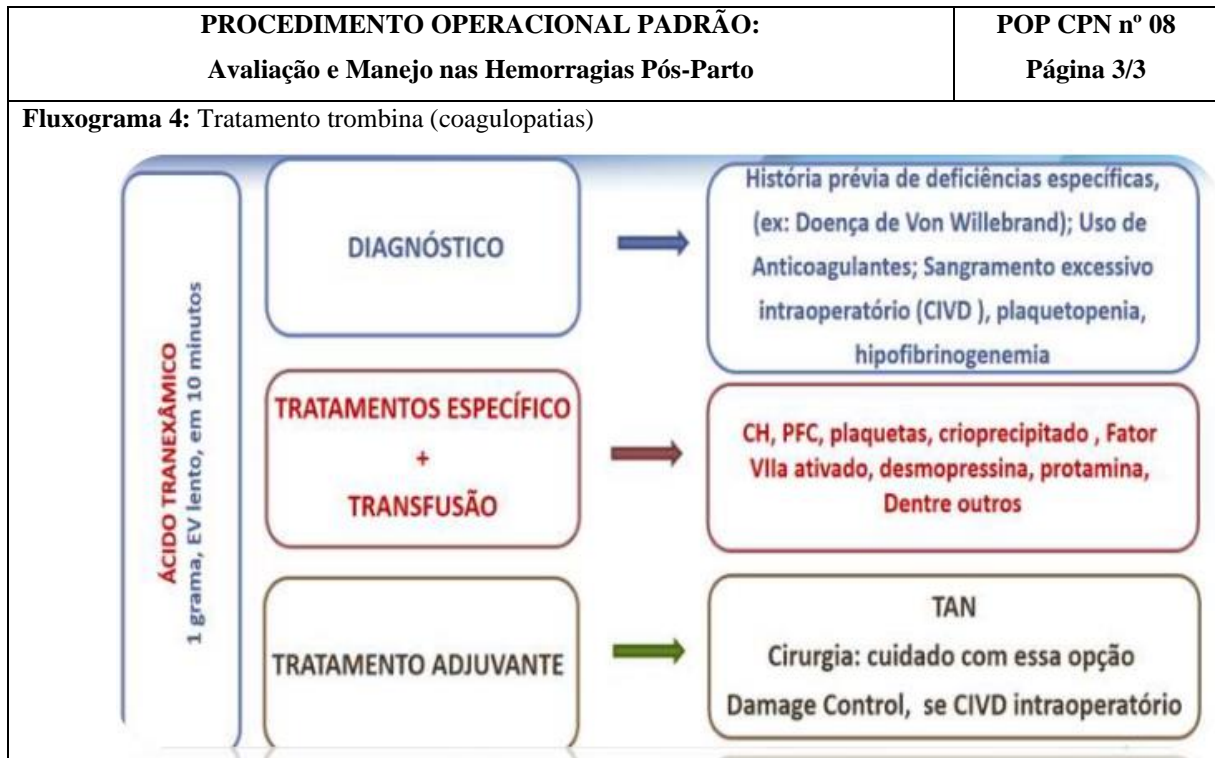 PROCEDIMENTO OPERACIONAL PADRÃO:
Avaliação e Manejo nas Hemorragias Pós-Parto
POP CPN nº 08
Página 3/3
Fluxograma 4: Tratamento trombina (coagulopatias)
ÁCIDO TRANEXÂMICO
1 grama, EV lento, em 10 minutos
DIAGNÓSTICO
História prévia de deficiências específicas,
(ex: Doença de Von Willebrand); Uso de
Anticoagulantes; Sangramento excessivo
intraoperatório (CIVD ), plaquetopenia,
hipofibrinogenemia
TRATAMENTOS ESPECÍFICO
+
TRANSFUSÃO
CH, PFC, plaquetas, crioprecipitado , Fator
VIIa ativado, desmopressina, protamina,
Dentre outros
TRATAMENTO ADJUVANTE
TAN
Cirurgia: cuidado com essa opção
Damage Control, se CIVD intraoperatório